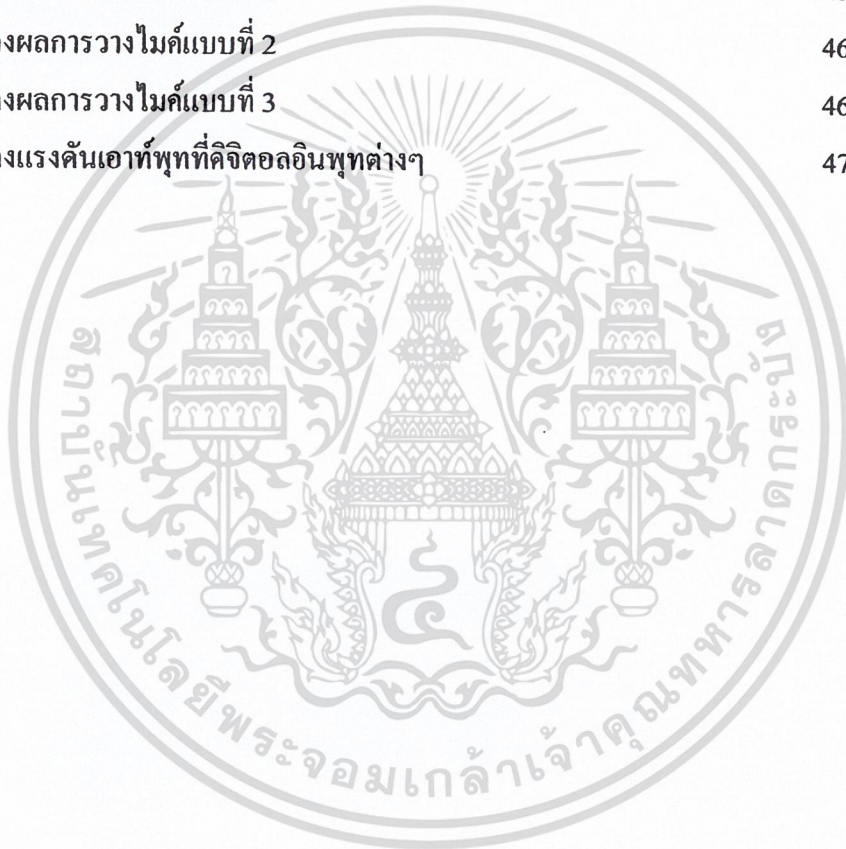 งผลการวางไมค์แบบที่ 2 46
งผลการวางไมค์แบบที่ 3 46
งแรงดันเอาท์พุทที่ดิจิตอลอินพุทต่างๆ 47
สถาบันเทคโนโลยีพระจอมเกล้าเจ้าคุณทหารลาดกระบัง